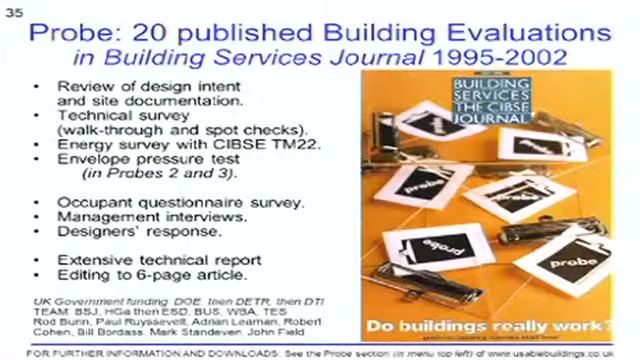 35
Probe: 20 published Building Evaluations
in Building Services Journal 1995-2002
• Review of design intent
and site documentation.
• Technical survey
(walk-through and spot checks).
• Energy survey with CIBSE TM22.
• Envelope pressure test
(in Probes 2 and 3).
• Occupant questionnaire survey.
• Management interviews.
• Designers' response.
• Extensive technical report
• Editing to 6-page article.
UK Government funding DOE, then DETR, then DTI
TEAM: BSJ, HGa then ESD, BUS, WBA, TES
Rod Bunn, Paul Ruyssevelt, Adrian Leaman, Robert
Cohen, Bill Bordass, Mark Standeven, John Field
BUILDING
SERVICES
THE CIBSE
JOURNAL
probe
probe
probe
probe
Do buildings really work?
FOR FURTHER INFORMATION AND DOWNLOADS: See the Probe section (in menu top left) of www.usablebuildings.co.uk